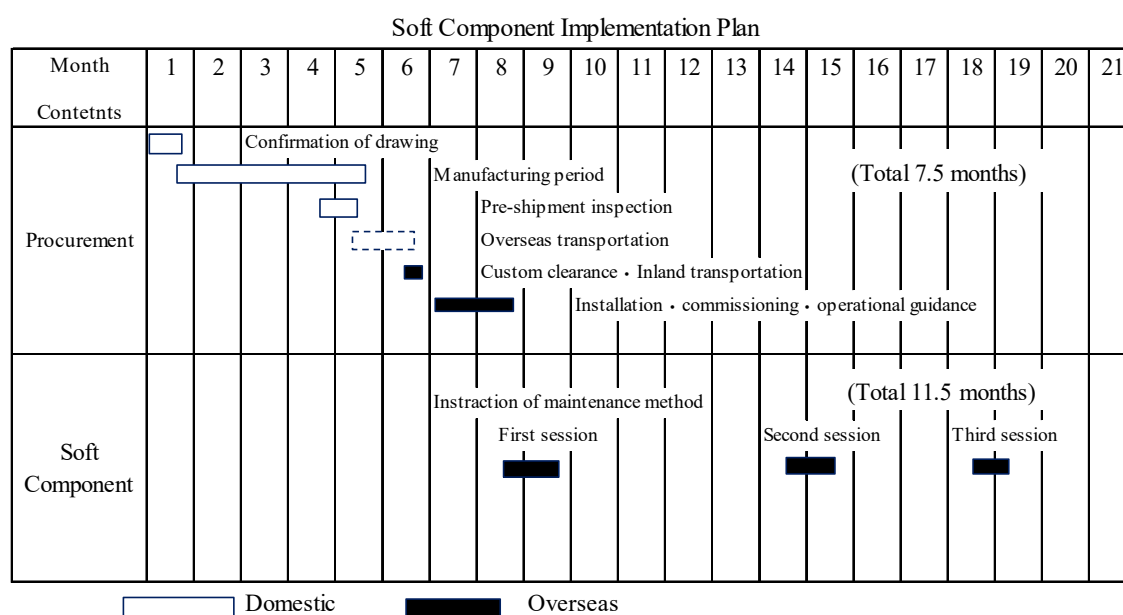 Soft Component Implementation Plan
Month 1 2 3 4 5 6 7 8 9 10 11 12 13 14 15 16 17 18 19 20 21
Contetnts
Confirmation of drawing
Manufacturing period (Total 7.5 months)
Pre-shipment inspection
Procurement Overseas transportation
Custom clearance・Inland transportation
Installation・commissioning・operational guidance
Instraction of maintenance method (Total 11.5 months)
First session Second session Third session
Soft
Component
Domestic Overseas